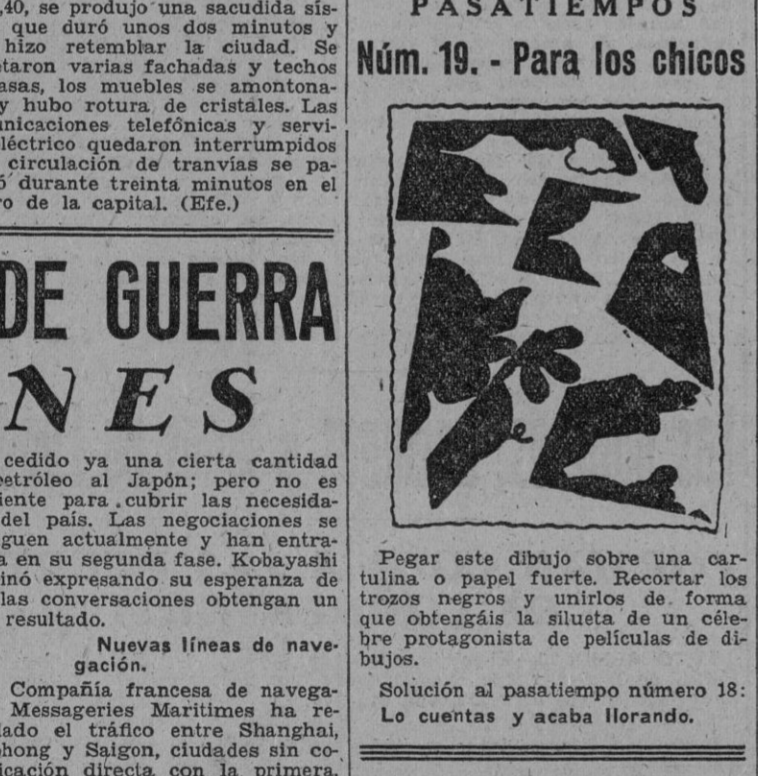 ,40, se produjo una sacudida sís-
que duró unos dos minutos y
hizo retemblar la ciudad. Se
taron varias fachadas y techos
asas, los muebles se amontona-
y hubo rotura de cristales. Las
unicaciones telefónicas y servi-
léctrico quedaron interrumpidos
circulación de tranvías se pa-
ó durante treinta minutos en el
ro de la capital. (Efe.)
DE GUERRA
NES
cedido ya una cierta cantidad
petróleo al Japón; pero no es
iente para cubrir las necesida-
del país. Las negociaciones se
guen actualmente y han entra-
a en su segunda fase. Kobayashi
inó expresando su esperanza de
las conversaciones obtengan un
resultado.
Nuevas líneas de nave-
gación.
Compañía francesa de navega-
Messageries Maritimes ha re-
lado el tráfico entre Shanghai,
phong y Saigon, ciudades sin co-
icación directa con la primera,
PASATIEMPOS
Núm. 19. - Para los chicos
Pegar este dibujo sobre una car-
tulina o papel fuerte. Recortar los
trozos negros y unirlos de forma
que obtengáis la silueta de un céle-
bre protagonista de películas de di-
bujos.
Solución al pasatiempo número 18:
Lo cuentas y acaba llorando.